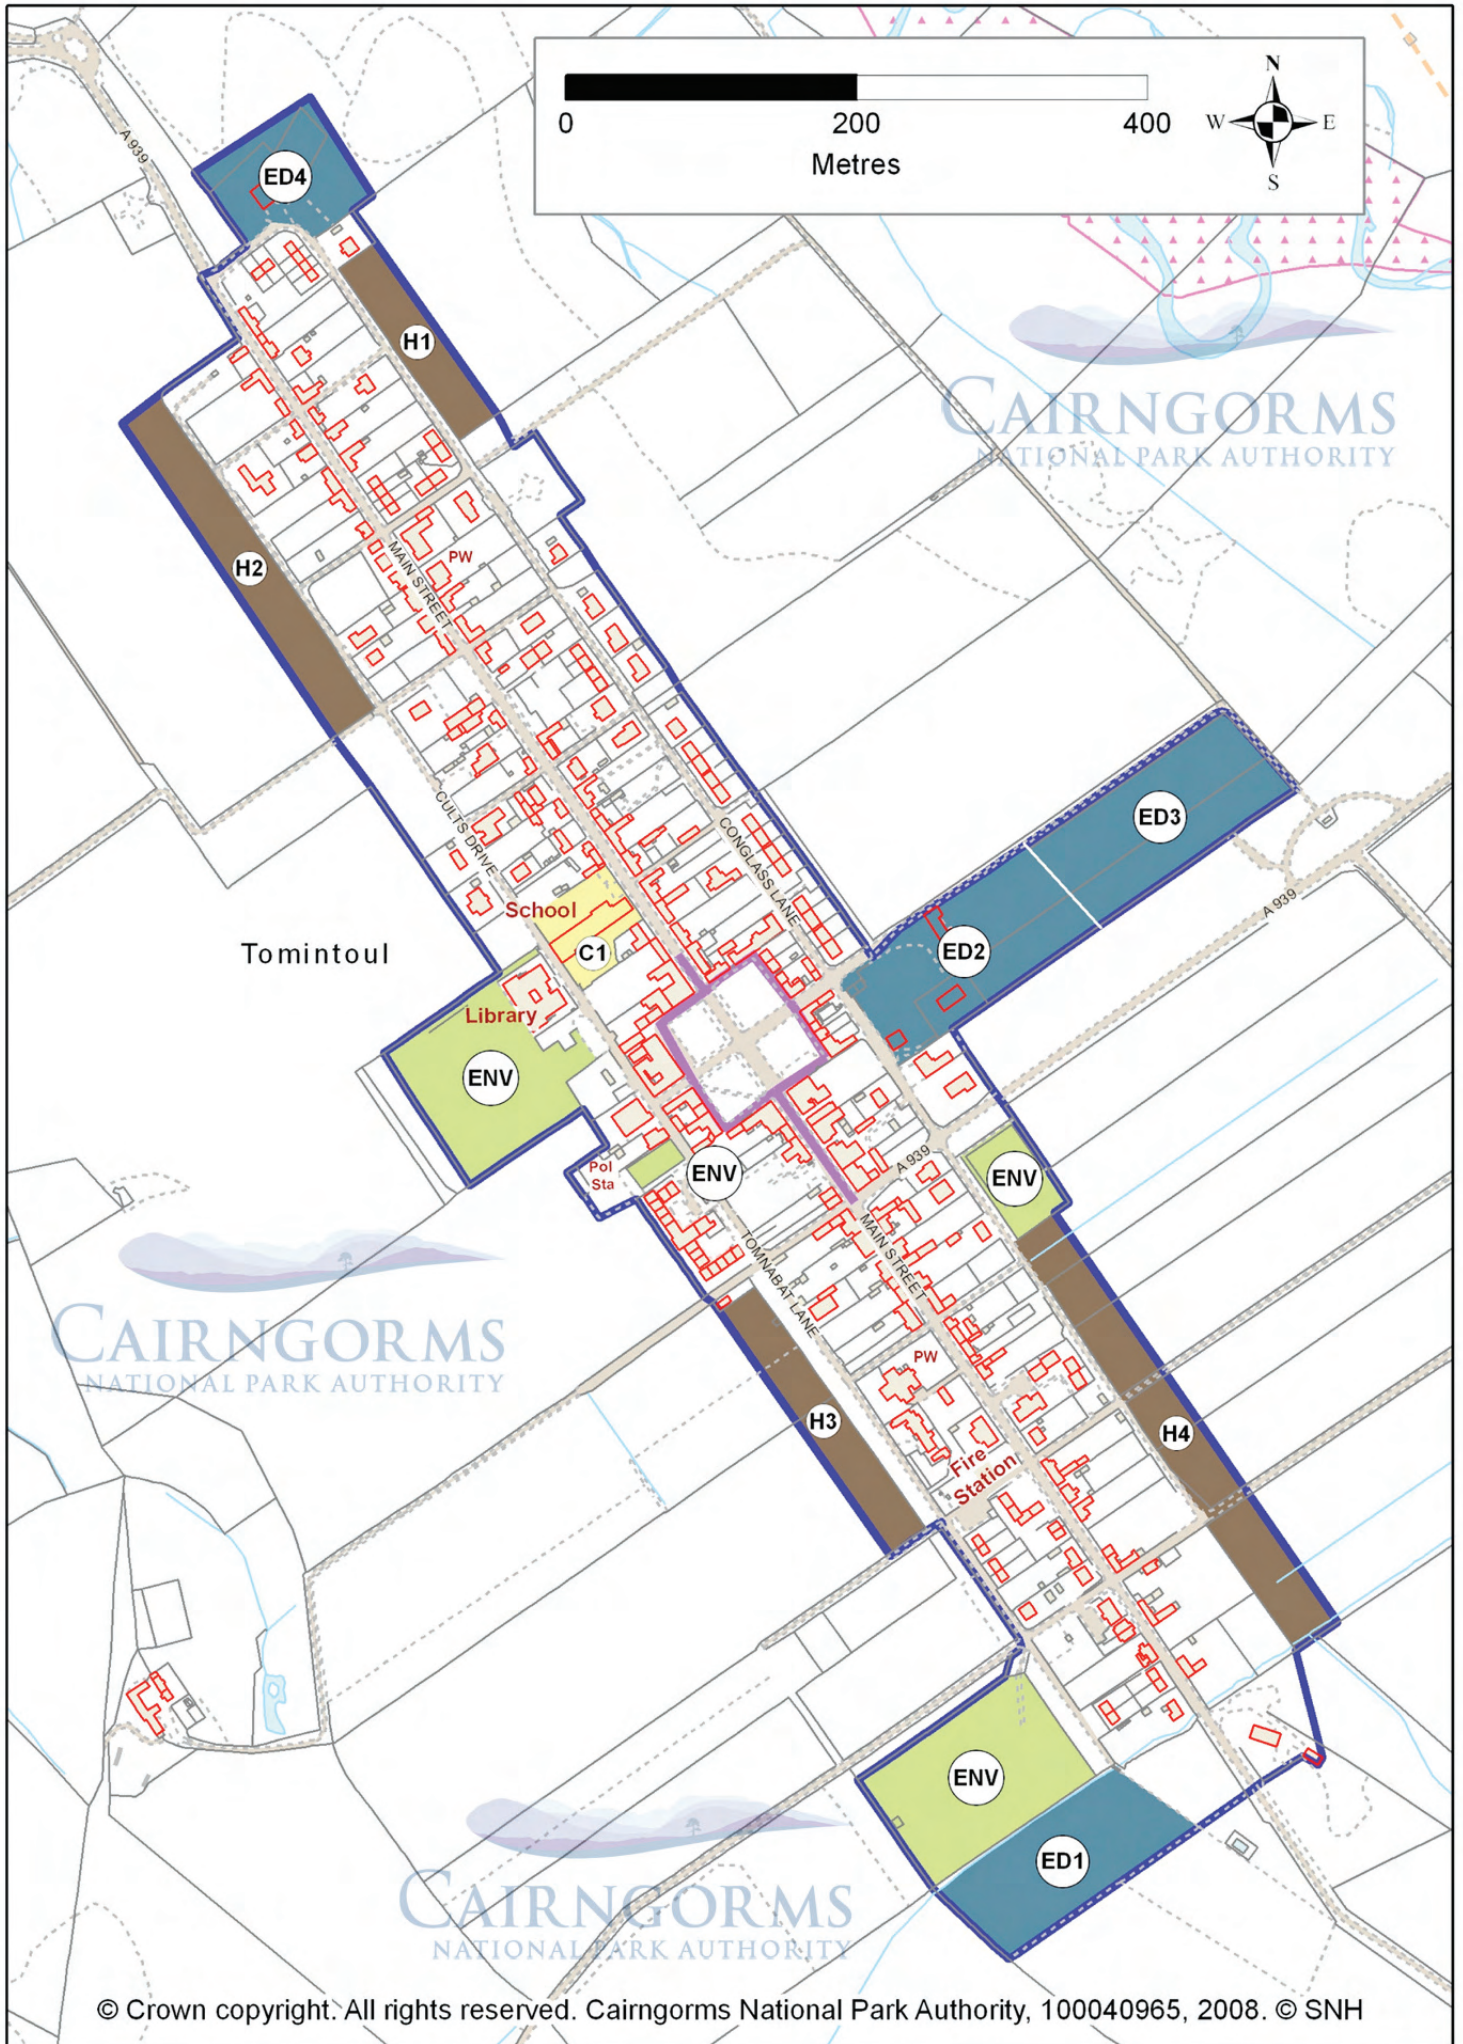 N
W E
S
0 200 400
Metres
A 939
ED4
H1
CAIRNGORMS
NATIONAL PARK AUTHORITY
H2
MAIN STREET
PW
ED3
CULTS DRIVE
CONGLASS LANE
A 939
School
ED2
Tomintoul
C1
Library
ENV
A 939
Pol
Sta
ENV
ENV
MAIN STREET
TOMNABAT LANE
CAIRNGORMS
NATIONAL PARK AUTHORITY
PW
H3
H4
Fire
Station
ENV
ED1
CAIRNGORMS
NATIONAL PARK AUTHORITY
© Crown copyright. All rights reserved. Cairngorms National Park Authority, 100040965, 2008. © SNH